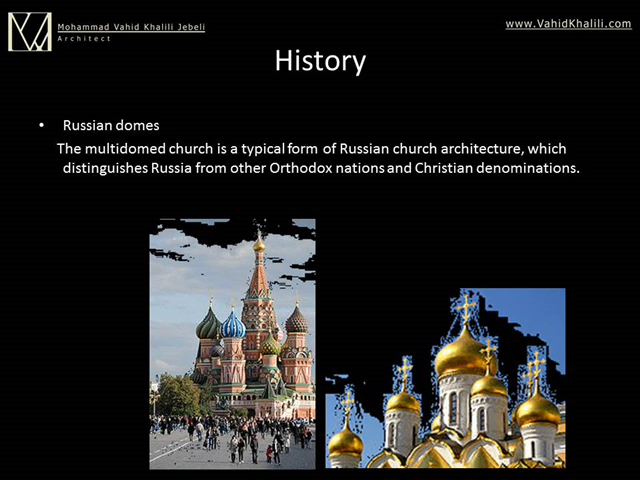 Mohammad Vahid Khalili Jebeli
Architect
www.VahidKhalili.com
History
• Russian domes
The multidomed church is a typical form of Russian church architecture, which
distinguishes Russia from other Orthodox nations and Christian denominations.